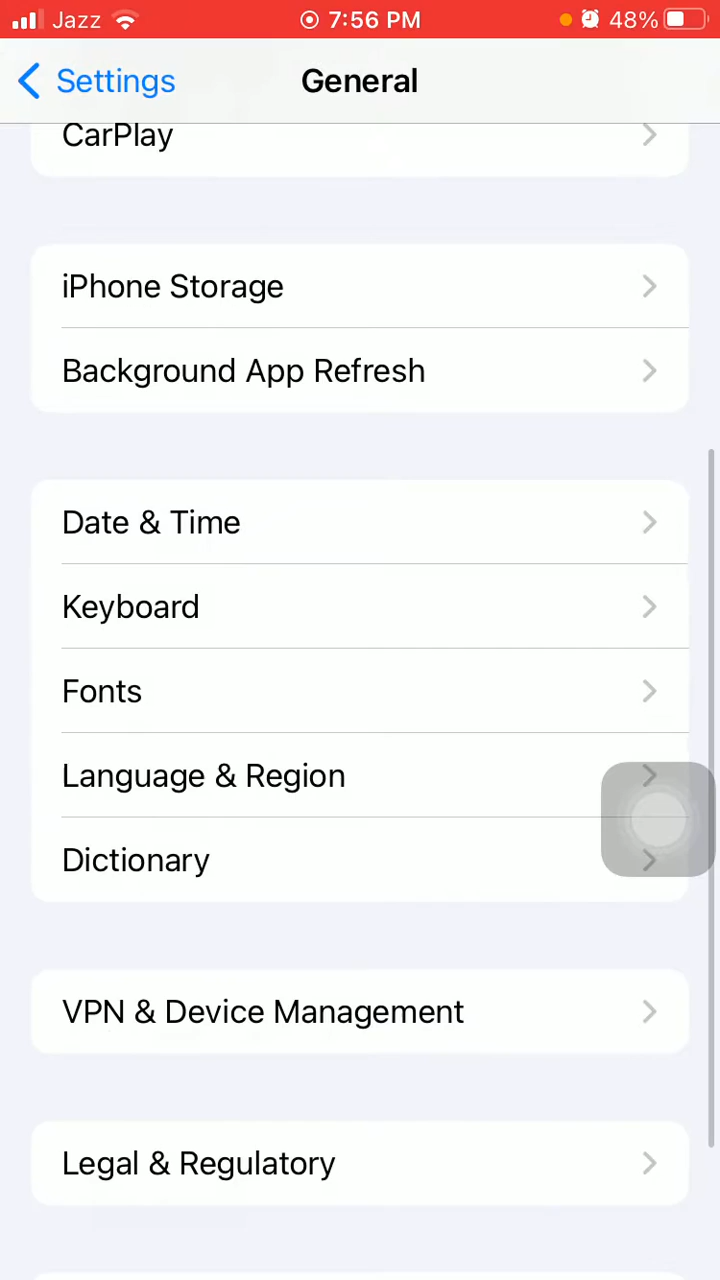 Jazz 7:56 PM 48%
Settings General
CarPlay
iPhone Storage
Background App Refresh
Date & Time
Keyboard
Fonts
Language & Region
Dictionary
VPN & Device Management
Legal & Regulatory